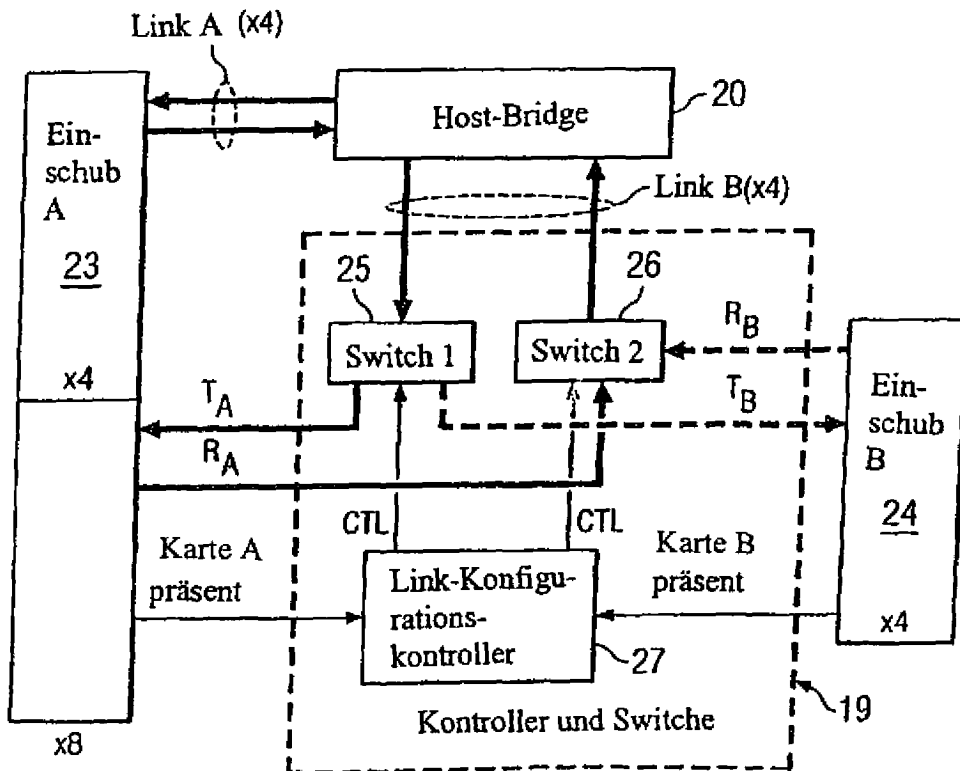 Link A (x4)
20
Host-Bridge
Ein-
schub
A
23
Link B(x4)
25
26
Switch 1
Switch 2
R_B
T_B
x4
T_A
R_A
Ein-
schub
B
24
CTL
CTL
Karte A
präsent
Karte B
präsent
Link-Konfigu-
rations-
kontroller
27
x4
19
Kontroller und Switche
x8